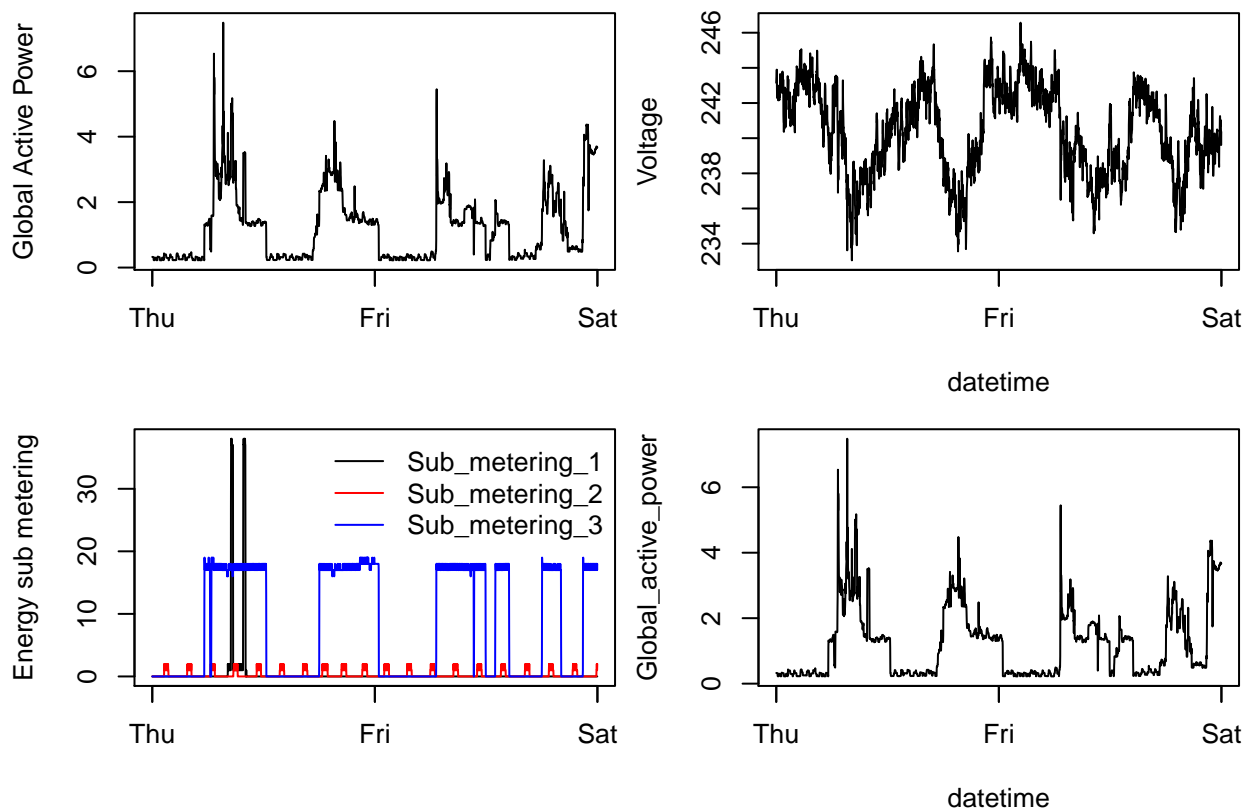 Global Active Power
0 2 4 6
Thu Fri Sat
Voltage
234 238 242 246
Thu Fri Sat
datetime
Energy sub metering
0 10 20 30
Sub_metering_1
Sub_metering_2
Sub_metering_3
Thu Fri Sat
Global_active_power
0 2 4 6
Thu Fri Sat
datetime